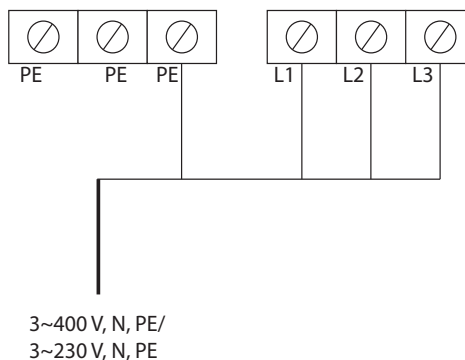 PE PE PE L1 L2 L3
3~400 V, N, PE/
3~230 V, N, PE